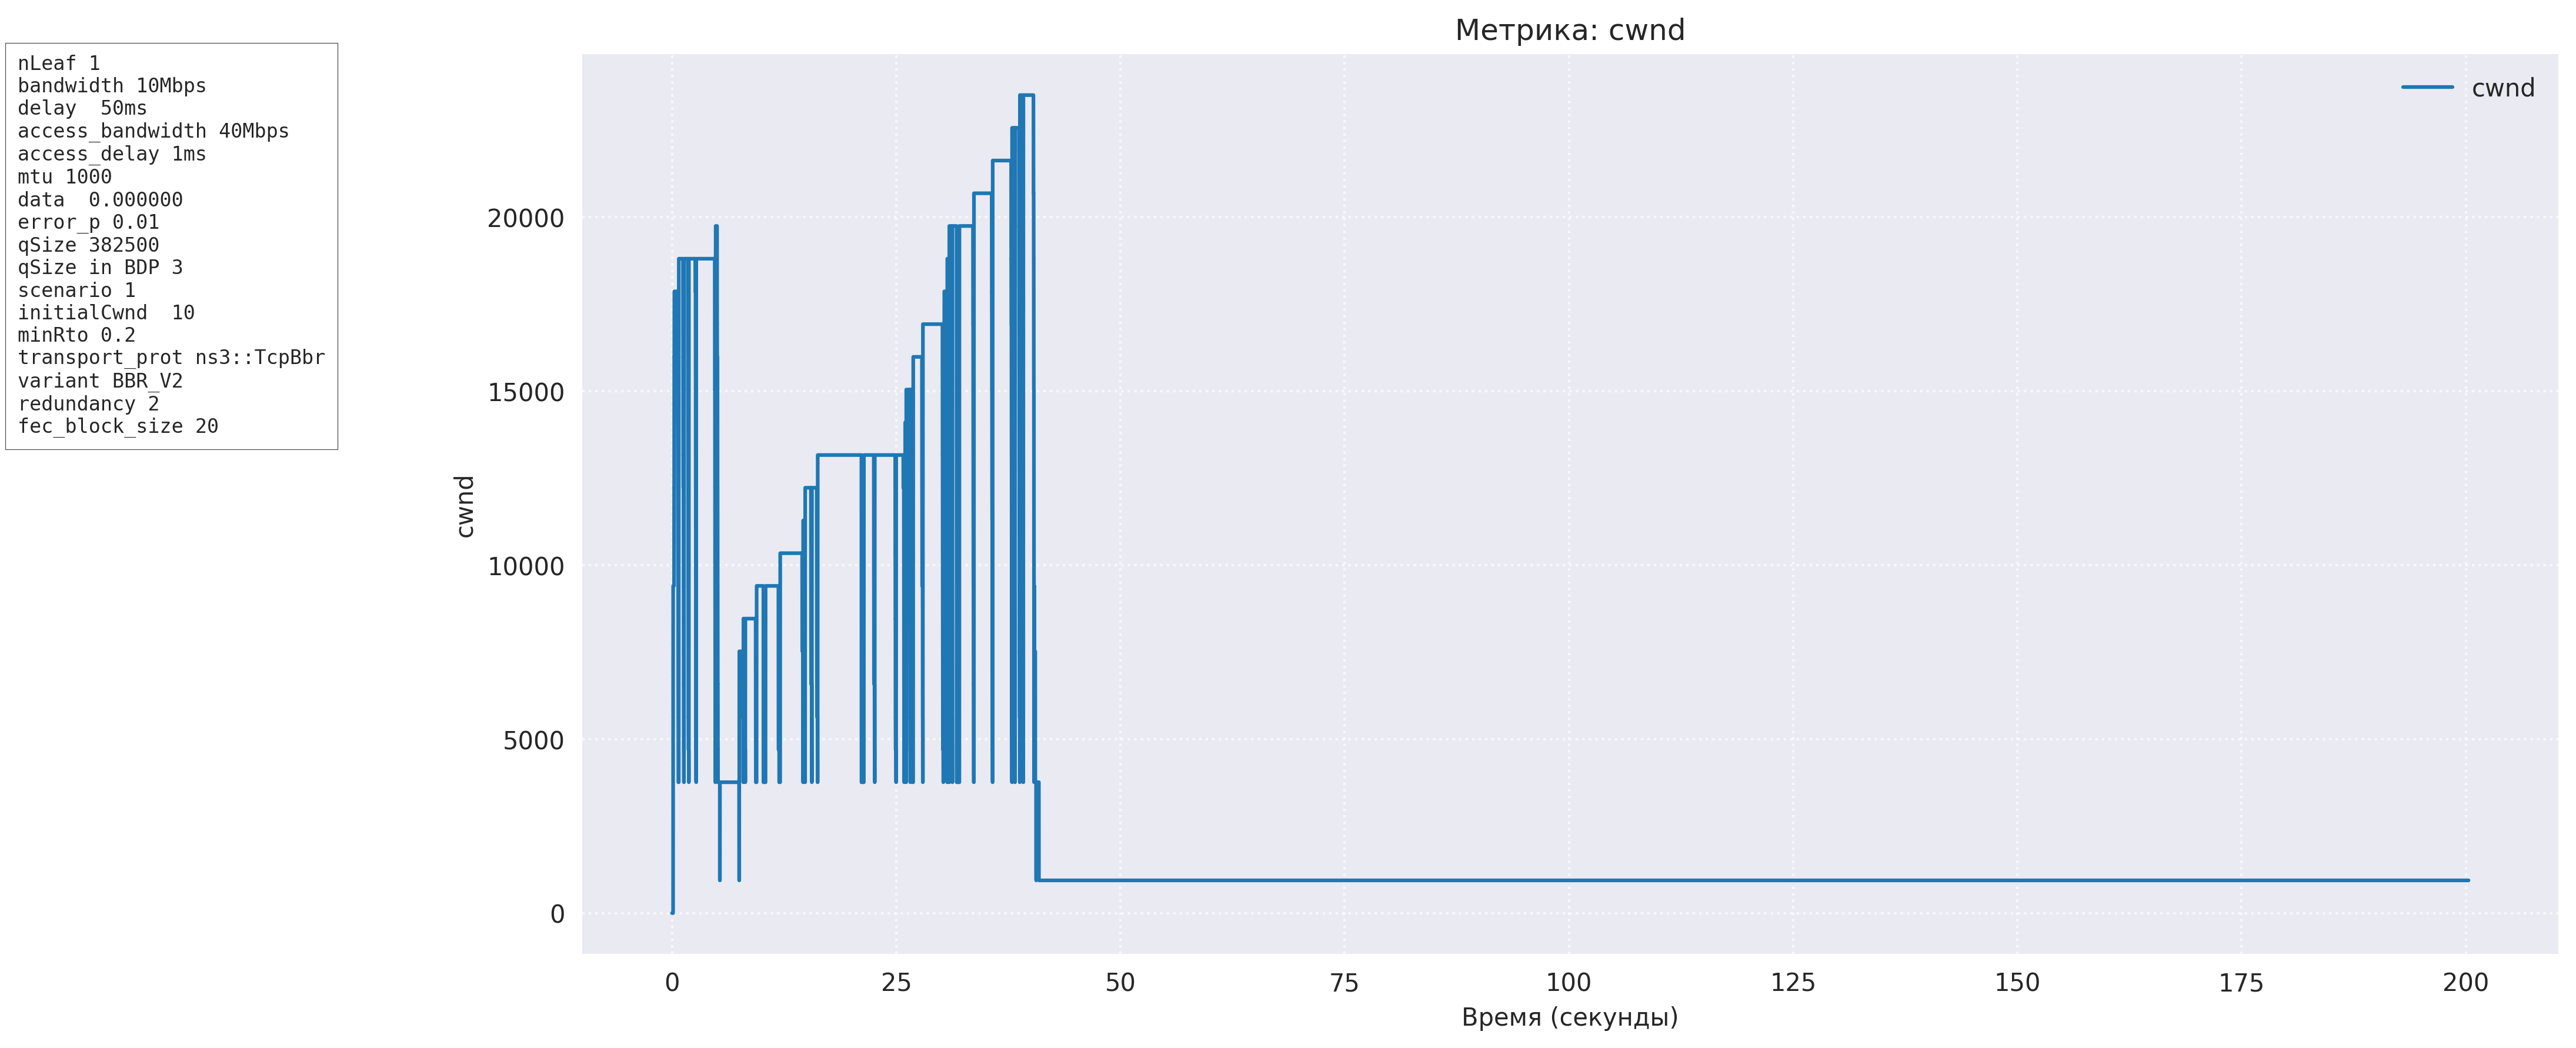 Метрика: cwnd
nLeaf 1
bandwidth 10Mbps
delay  50ms
access_bandwidth 40Mbps
access_delay 1ms
mtu 1000
data  0.000000
error_p 0.01
qSize 382500
qSize in BDP 3
scenario 1
initialCwnd  10
minRto 0.2
transport_prot ns3::TcpBbr
variant BBR_V2
redundancy 2
fec_block_size 20
cwnd
cwnd
20000
15000
10000
5000
0
0 25 50 75 100 125 150 175 200
Время (секунды)